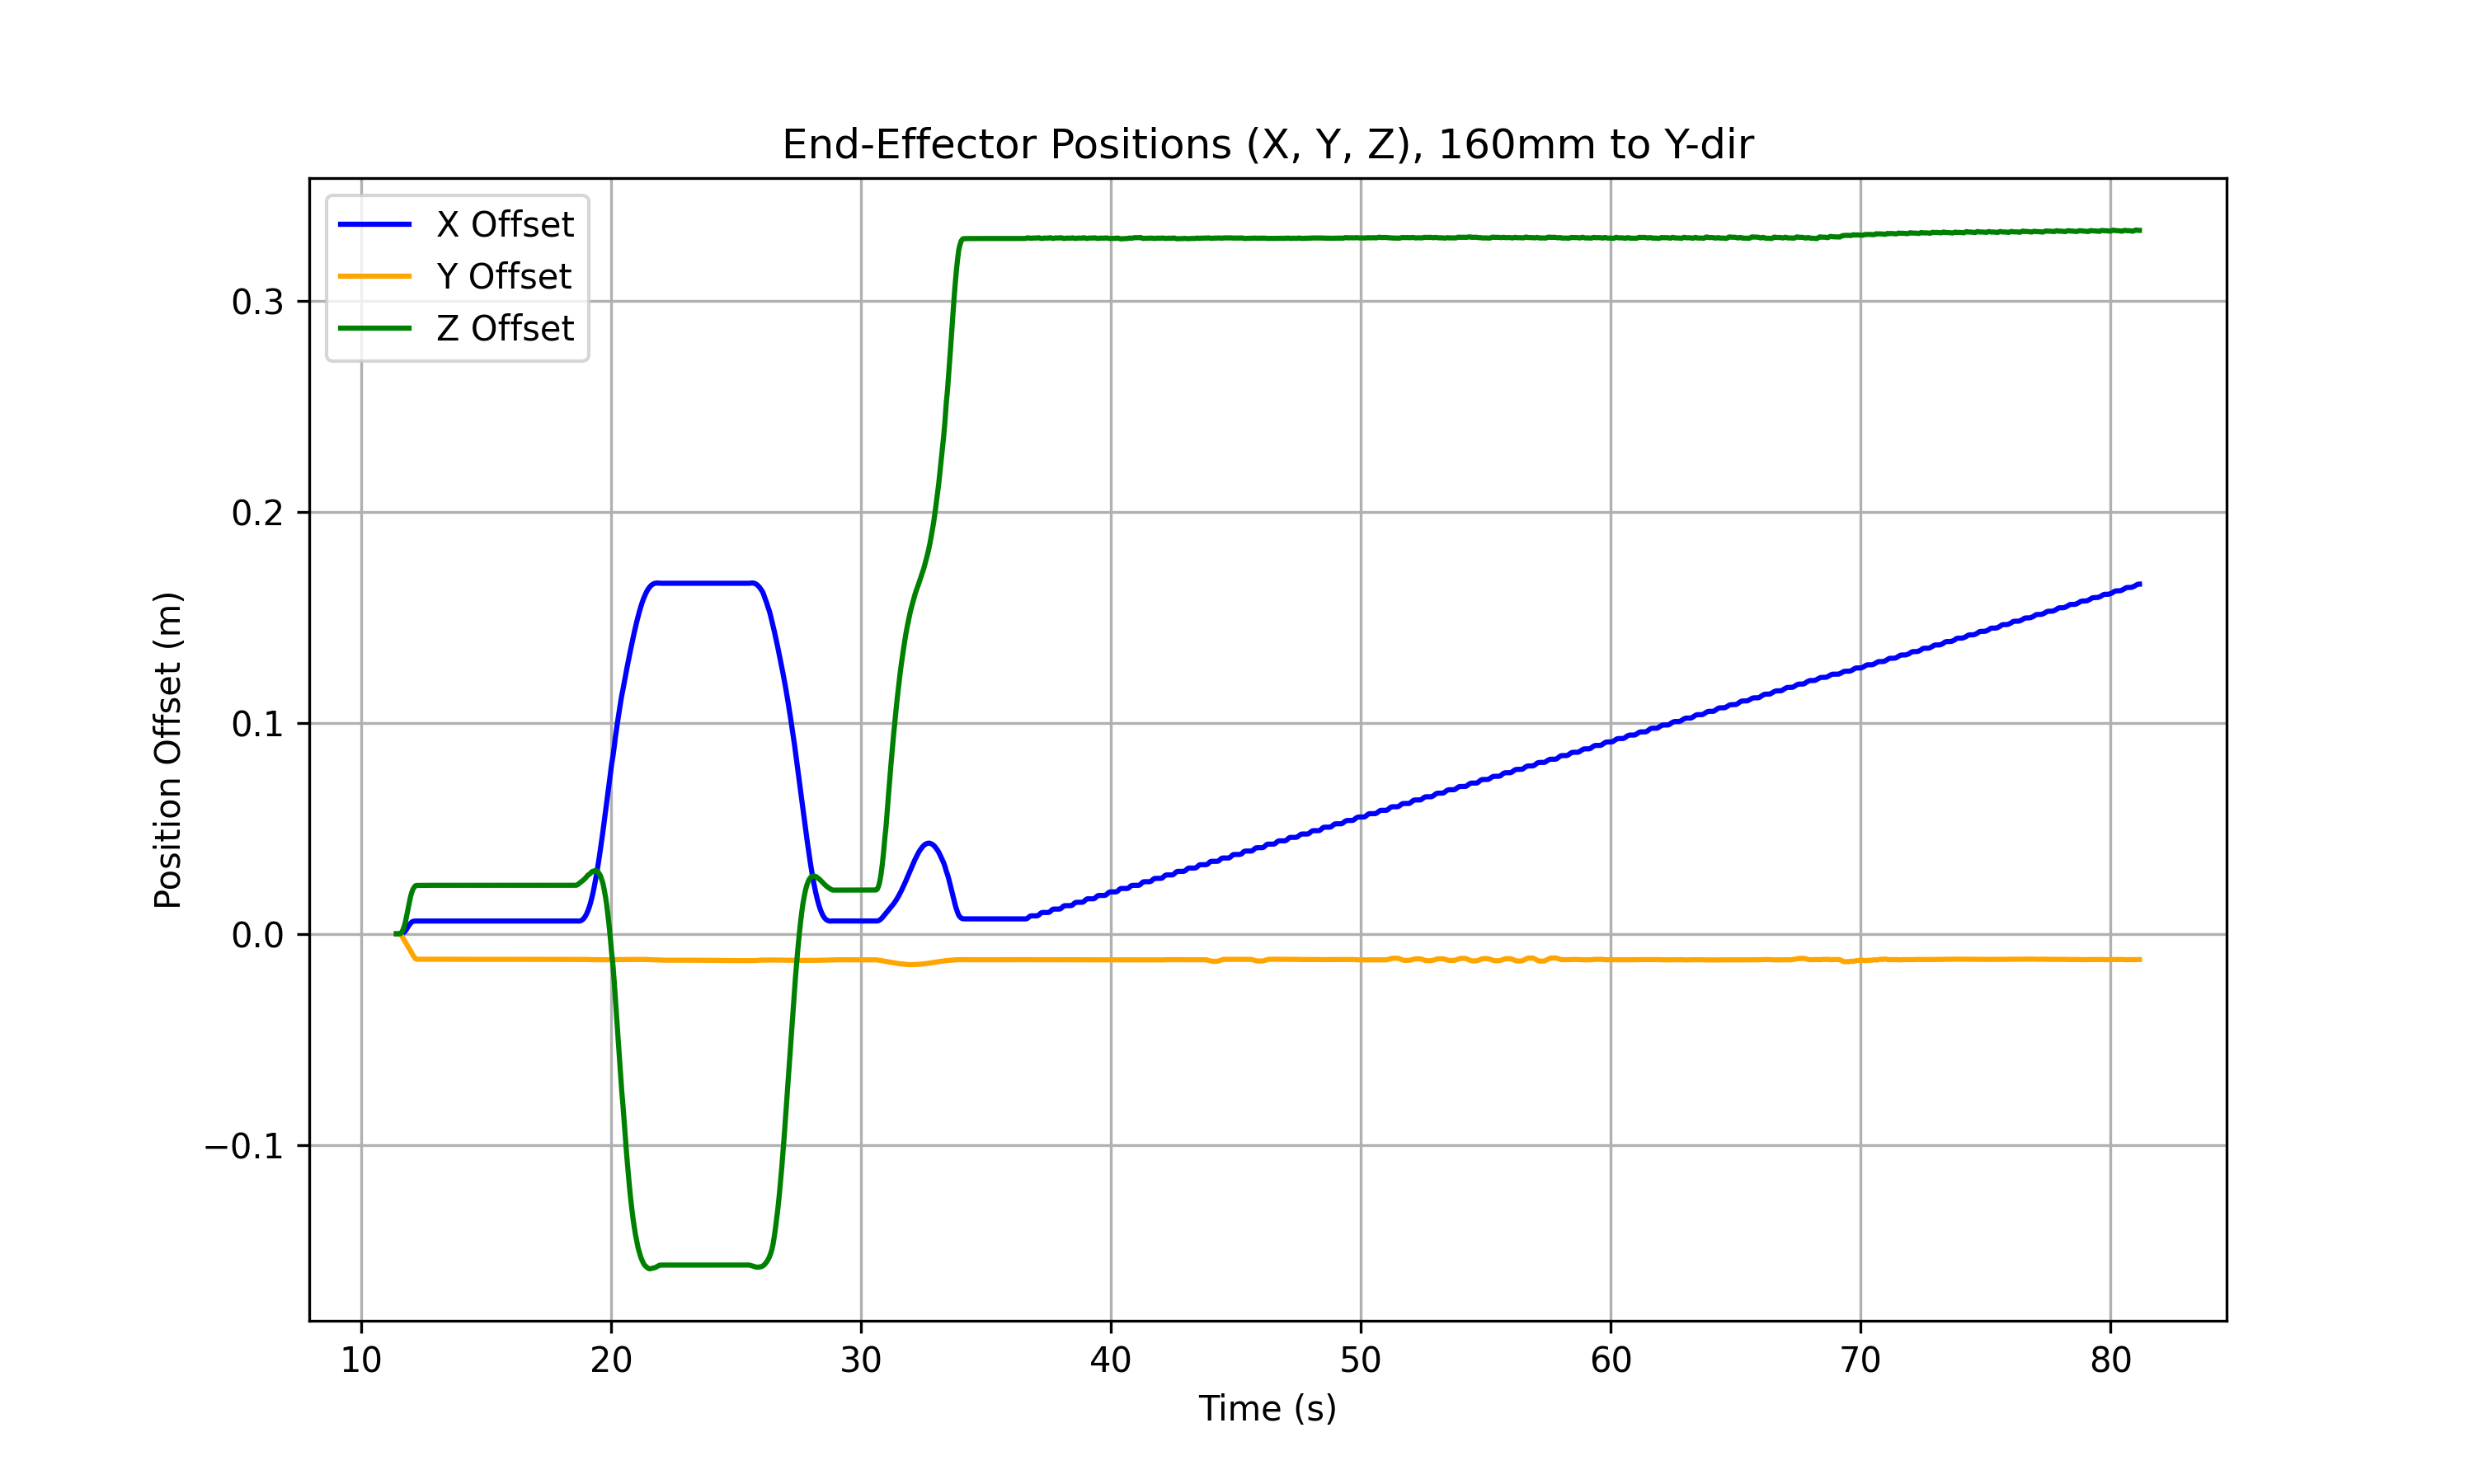 End-Effector Positions (X, Y, Z), 160mm to Y-dir
X Offset
Y Offset
Z Offset
0.3
0.2
0.1
0.0
−0.1
Position Offset (m)
10 20 30 40 50 60 70 80
Time (s)